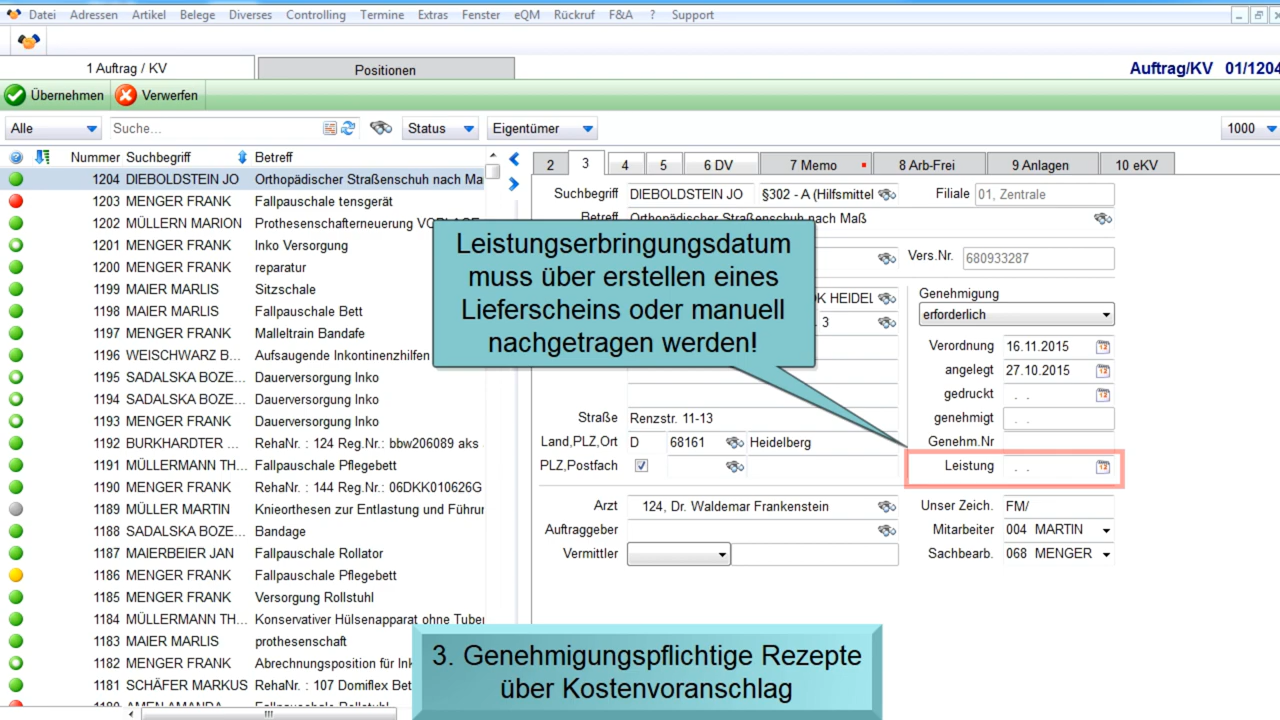 Datei Adressen Artikel Belege Diverses Controlling Termine Extras Fenster eQM Rückruf F&A ? Support
1 Auftrag / KV Positionen Auftrag/KV 01/1204
Übernehmen Verwerfen
Alle Suche... Status Eigentümer 1000
Nummer Suchbegriff Betreff
2 3 4 5 6 DV 7 Memo 8 Arb-Frei 9 Anlagen 10 eKV
1204 DIEBOLDSTEIN JO Orthopädischer Straßenschuh nach Ma
1203 MENGER FRANK Fallpauschale tensgerät
1202 MÜLLERN MARION Prothesenschafterneuerung
1201 MENGER FRANK Inko Versorgung
1200 MENGER FRANK reparatur
1199 MAIER MARLIS Sitzschale
1198 MAIER MARLIS Fallpauschale Bett
1197 MENGER FRANK Malleltrain Bandafe
1196 WEISCHWARZ B... Aufsaugende Inkontinenzhilfen
1195 SADALSKA BOZE... Dauerversorgung Inko
1194 SADALSKA BOZE... Dauerversorgung Inko
1193 MENGER FRANK Dauerversorgung Inko
1192 BURKHARDTER ... RehaNr. : 124 Reg.Nr.: bbw206089 aks
1191 MÜLLERMANN TH... Fallpauschale Pflegebett
1190 MENGER FRANK RehaNr. : 144 Reg.Nr.: 06DKK010626G
1189 MÜLLER MARTIN Knieorthesen zur Entlastung und Führur
1188 SADALSKA BOZE... Bandage
1187 MAIERBEIER JAN Fallpauschale Rollator
1186 MENGER FRANK Fallpauschale Pflegebett
1185 MENGER FRANK Versorgung Rollstuhl
1184 MÜLLERMANN TH... Konservativer Hülsenapparat ohne Tuber
1183 MAIER MARLIS prothesenschaft
1182 MENGER FRANK Abrechnungsposition für Ink
1181 SCHÄFER MARKUS RehaNr. : 107 Domiflex Bet
Suchbegriff DIEBOLDSTEIN JO §302 - A (Hilfsmittel Filiale 01, Zentrale
Betreff Orthopädischer Straßenschuh nach Maß
Vers.Nr. 680933287
OK HEIDEL Genehmigung
3 erforderlich
Verordnung 16.11.2015
angelegt 27.10.2015
gedruckt . .
Straße Renzstr. 11-13 genehmigt . .
Land,PLZ,Ort D 68161 Heidelberg Genehm.Nr
PLZ,Postfach Leistung . .
Arzt 124, Dr. Waldemar Frankenstein Unser Zeich. FM/
Auftraggeber Mitarbeiter 004 MARTIN
Vermittler Sachbearb. 068 MENGER
Leistungserbringungsdatum
muss über erstellen eines
Lieferscheins oder manuell
nachgetragen werden!
3. Genehmigungspflichtige Rezepte
über Kostenvoranschlag